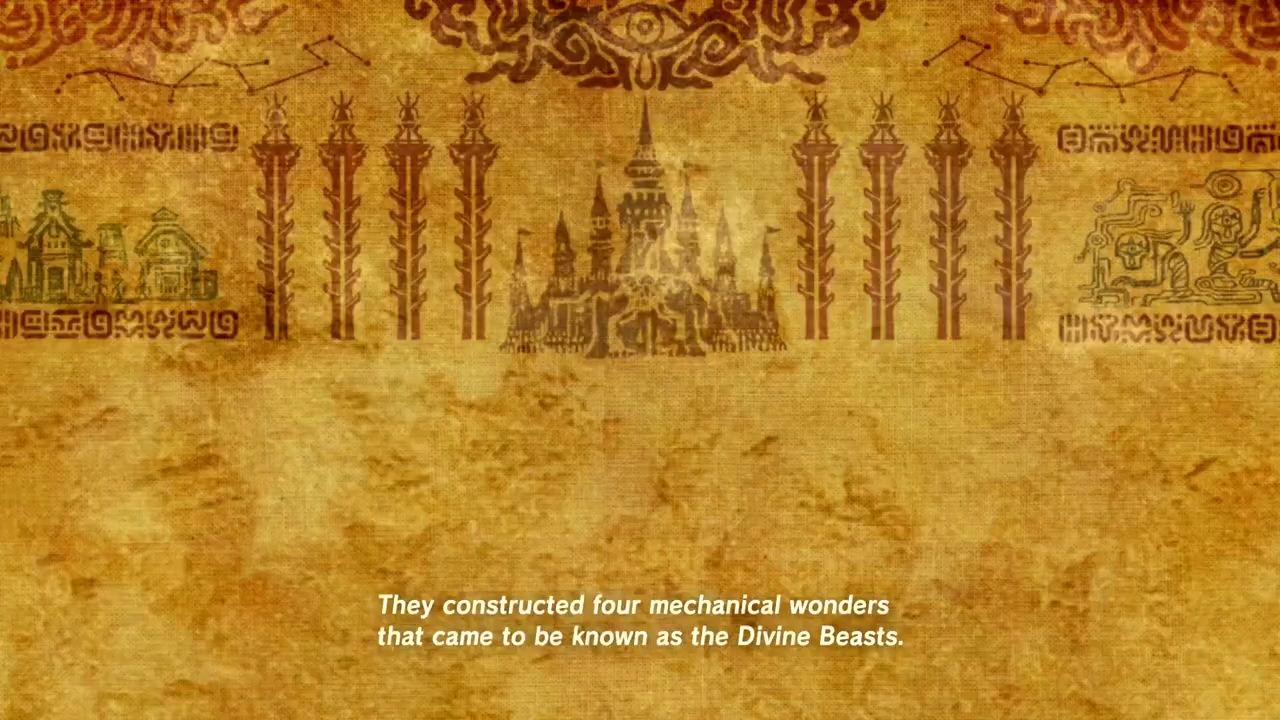 They constructed four mechanical wonders
that came to be known as the Divine Beasts.